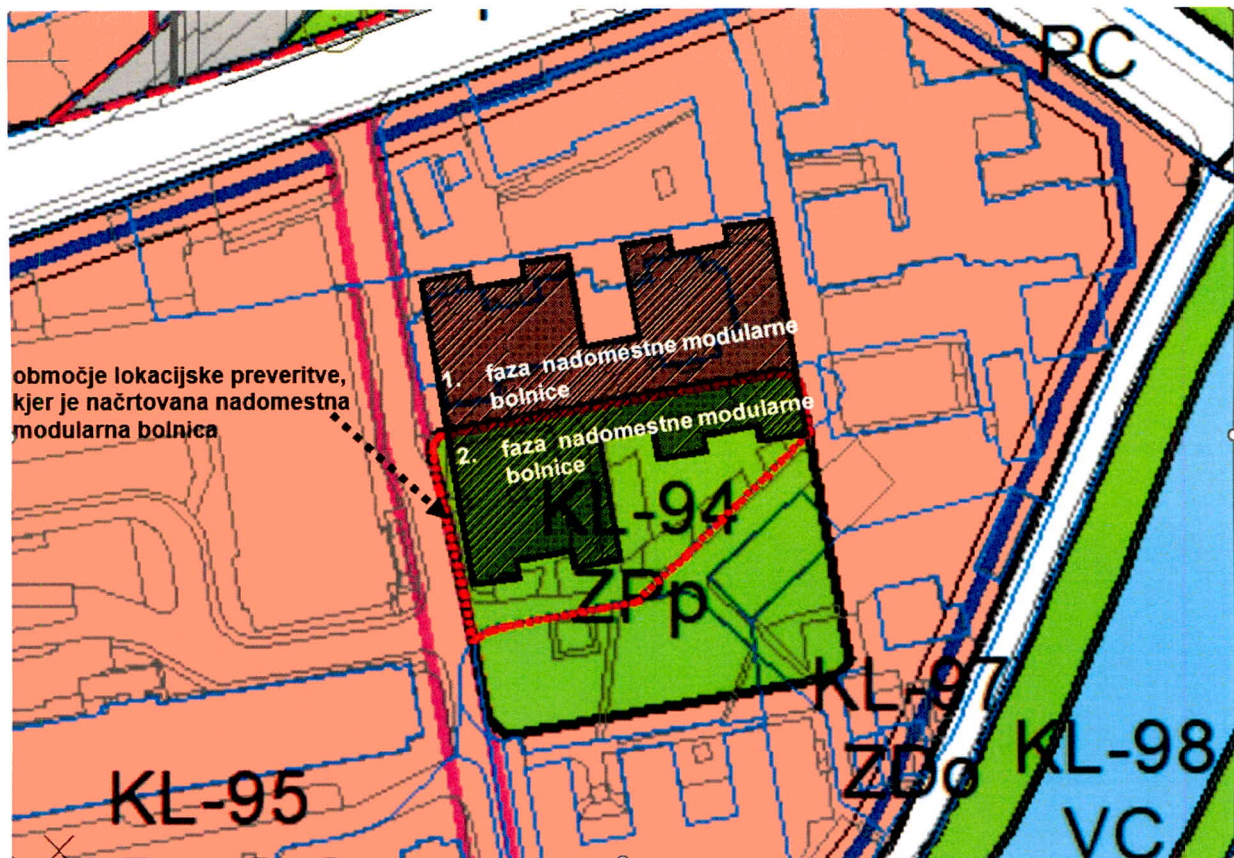 PC
1. faza nadomestne modularne
bolnice
območje lokacijske preveritve,
kjer je načrtovana nadomestna
modularna bolnica
2. faza nadomestne modularne
bolnice
KL-94
ZPp
KL-97
ZDo
KL-98
VC
KL-95